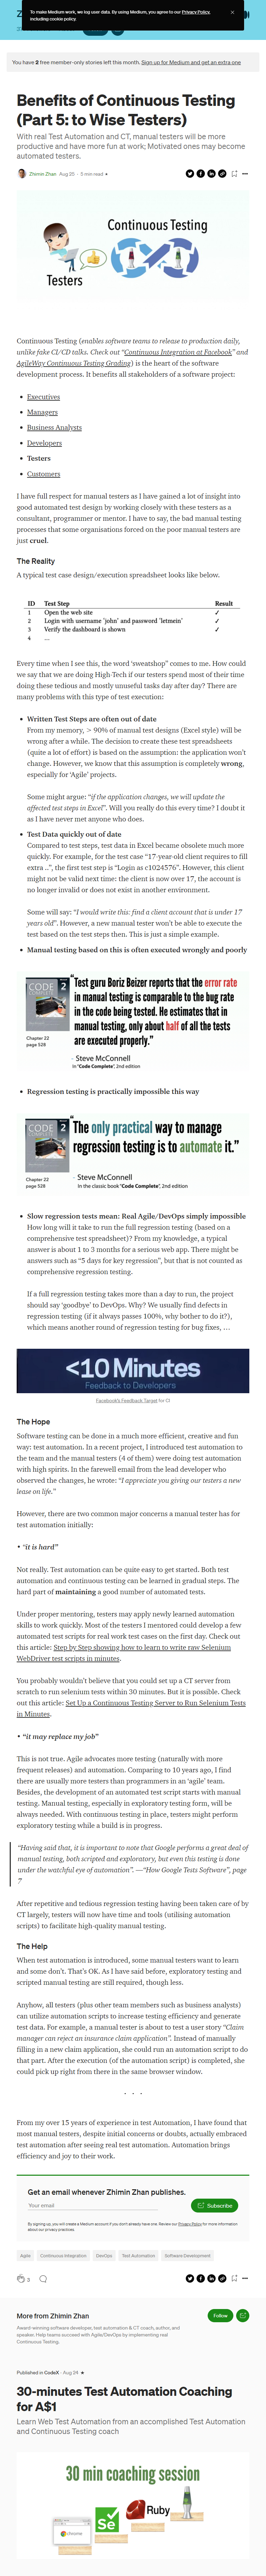 To make Medium work, we log user data. By using Medium, you agree to our Privacy Policy,
including cookie policy.
You have 2 free member-only stories left this month. Sign up for Medium and get an extra one
Benefits of Continuous Testing
(Part 5: to Wise Testers)
With real Test Automation and CT, manual testers will be more
productive and have more fun at work; Motivated ones may become
automated testers.
Zhimin Zhan Aug 25 · 5 min read
Continuous Testing
Testers
Continuous Testing (enables software teams to release to production daily,
unlike fake CI/CD talks. Check out “Continuous Integration at Facebook” and
AgileWay Continuous Testing Grading) is the heart of the software
development process. It benefits all stakeholders of a software project:
• Executives
• Managers
• Business Analysts
• Developers
• Testers
• Customers
I have full respect for manual testers as I have gained a lot of insight into
good automated test design by working closely with these testers as a
consultant, programmer or mentor. I have to say, the bad manual testing
processes that some organisations forced on the poor manual testers are
just cruel.
The Reality
A typical test case design/execution spreadsheet looks like below.
ID Test Step Result
1 Open the web site ✓
2 Login with username "john" and password "letmein" ✓
3 Verify the dashboard is shown ✓
4 ...
Every time when I see this, the word ‘sweatshop” comes to me. How could
we say that we are doing High-Tech if our testers spend most of their time
doing these tedious and mostly unuseful tasks day after day? There are
many problems with this type of test execution:
• Written Test Steps are often out of date
From my memory, > 90% of manual test designs (Excel style) will be
wrong after a while. The decision to create these test spreadsheets
(quite a lot of effort) is based on the assumption: the application won’t
change. However, we know that this assumption is completely wrong,
especially for ‘Agile’ projects.
Some might argue: “if the application changes, we will update the
affected test steps in Excel”. Will you really do this every time? I doubt it
as I have never met anyone who does.
• Test Data quickly out of date
Compared to test steps, test data in Excel became obsolete much more
quickly. For example, for the test case “17-year-old client requires to fill
extra ..”, the first test step is “Login as c1024576”. However, this client
might not be valid next time: the client is now over 17, the account is
no longer invalid or does not exist in another environment.
Some will say: “I would write this: find a client account that is under 17
years old”. However, a new manual tester won’t be able to execute the
test based on the test steps then. This is just a simple example.
• Manual testing based on this is often executed wrongly and poorly
CODE COMPLETE 2
Chapter 22
page 528
“Test guru Boriz Beizer reports that the error rate
in manual testing is comparable to the bug rate
in the code being tested. He estimates that in
manual testing, only about half of all the tests
are executed properly.”
- Steve McConnell
In “Code Complete”, 2nd edition
• Regression testing is practically impossible this way
CODE COMPLETE 2
Chapter 22
page 528
“The only practical way to manage
regression testing is to automate it.”
- Steve McConnell
In the classic book “Code Complete”, 2nd edition
• Slow regression tests mean: Real Agile/DevOps simply impossible
How long will it take to run the full regression testing (based on a
comprehensive test spreadsheet)? From my knowledge, a typical
answer is about 1 to 3 months for a serious web app. There might be
answers such as “5 days for key regression”, but that is not counted as
comprehensive regression testing.
If a full regression testing takes more than a day to run, the project
should say ‘goodbye’ to DevOps. Why? We usually find defects in
regression testing (if it always passes 100%, why bother to do it),
which means another round of regression testing for bug fixes, …
<10 Minutes
Feedback to Developers
Facebook’s Feedback Target for CI
The Hope
Software testing can be done in a much more efficient, creative and fun
way: test automation. In a recent project, I introduced test automation to
the team and the manual testers (4 of them) were doing test automation
with high spirits. In the farewell email from the lead developer who
observed the changes, he wrote: “I appreciate you giving our testers a new
lease on life.”
However, there are two common major concerns a manual tester has for
test automation initially:
• “it is hard”
Not really. Test automation can be quite easy to get started. Both test
automation and continuous testing can be learned in gradual steps. The
hard part of maintaining a good number of automated tests.
Under proper mentoring, testers may apply newly learned automation
skills to work quickly. Most of the testers I mentored could develop a few
automated test scripts for real work test cases on the first day. Check out
this article: Step by Step showing how to learn to write raw Selenium
WebDriver test scripts in minutes.
You probably wouldn’t believe that you could set up a CT server from
scratch to run selenium tests within 30 minutes. But it is possible. Check
out this article: Set Up a Continuous Testing Server to Run Selenium Tests
in Minutes.
• “it may replace my job”
This is not true. Agile advocates more testing (naturally with more
frequent releases) and automation. Comparing to 10 years ago, I find
there are usually more testers than programmers in an ‘agile’ team.
Besides, the development of an automated test script starts with manual
testing. Manual testing, especially in exploratory testing form, will be
always needed. With continuous testing in place, testers might perform
exploratory testing while a build is in progress.
“Having said that, it is important to note that Google performs a great deal of
manual testing, both scripted and exploratory, but even this testing is done
under the watchful eye of automation”. —“How Google Tests Software”, page
7
After repetitive and tedious regression testing having been taken care of by
CT largely, testers will now have time and tools (utilising automation
scripts) to facilitate high-quality manual testing.
The Help
When test automation is introduced, some manual testers want to learn
and some don’t. That’s OK. As I have said before, exploratory testing and
scripted manual testing are still required, though less.
Anyhow, all testers (plus other team members such as business analysts)
can utilize automation scripts to increase testing efficiency and generate
test data. For example, a manual tester is about to test a user story “Claim
manager can reject an insurance claim application”. Instead of manually
filling in a new claim application, she could run an automation script to do
that part. After the execution (of the automation script) is completed, she
could pick up right from there in the same browser window.
. . .
From my over 15 years of experience in test Automation, I have found that
most manual testers, despite initial concerns or doubts, actually embraced
test automation after seeing real test automation. Automation brings
efficiency and joy to their work.
Get an email whenever Zhimin Zhan publishes.
Your email
Subscribe
By signing up, you will create a Medium account if you don’t already have one. Review our Privacy Policy for more information
about our privacy practices.
Agile Continuous Integration DevOps Test Automation Software Development
3
More from Zhimin Zhan
Follow
Award-winning software developer, test automation & CT coach, author, and
speaker. Help teams succeed with Agile/DevOps by implementing real
Continuous Testing.
Published in CodeX · Aug 24
30-minutes Test Automation Coaching
for A$1
Learn Web Test Automation from an accomplished Test Automation
and Continuous Testing coach
30 min coaching session
chrome
Se
Ruby